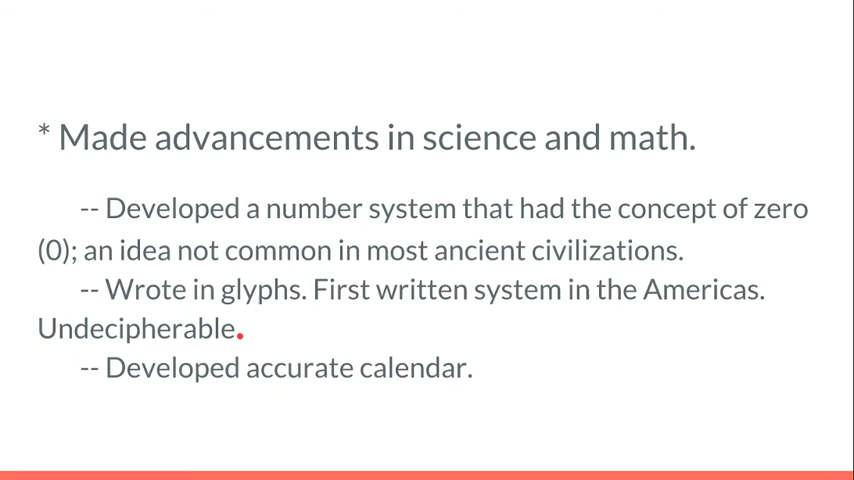 * Made advancements in science and math.
-- Developed a number system that had the concept of zero
(0); an idea not common in most ancient civilizations.
-- Wrote in glyphs. First written system in the Americas.
Undecipherable.
-- Developed accurate calendar.